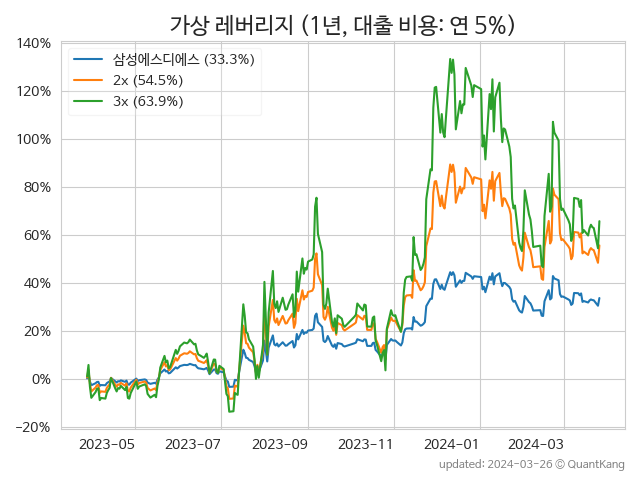 가상 레버리지 (1년, 대출 비용: 연 5%)
140%
120%
100%
80%
60%
40%
20%
0%
−20%
삼성에스디에스 (33.3%)
2x (54.5%)
3x (63.9%)
2023-05 2023-07 2023-09 2023-11 2024-01 2024-03
updated: 2024-03-26 © QuantKang